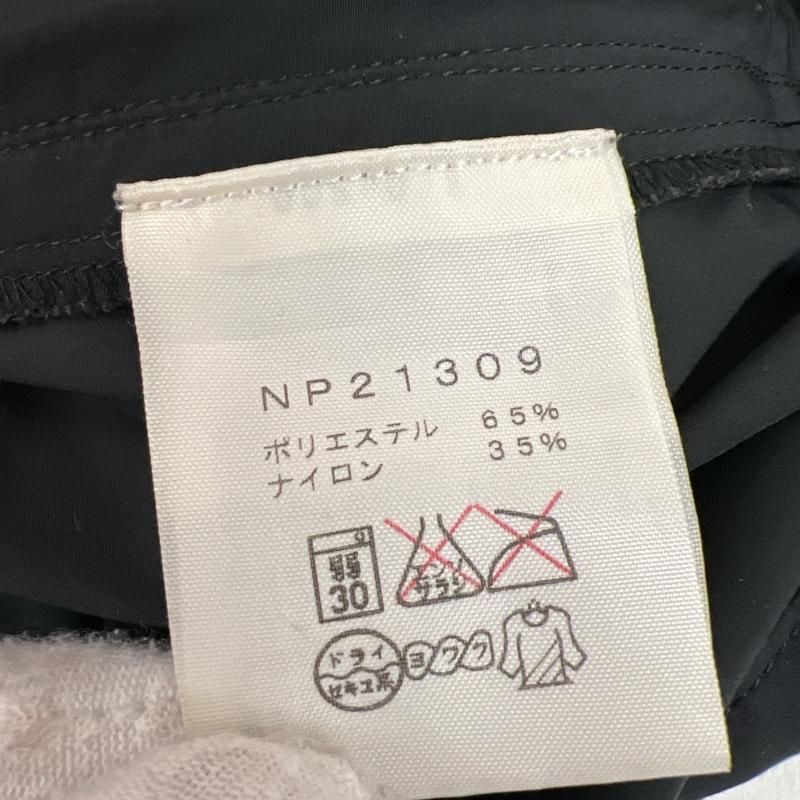 NP21309
ポリエステル 65%
ナイロン 35%
弱
30
エンソ
サラシ
ドライ
セキユ系
ヨワク